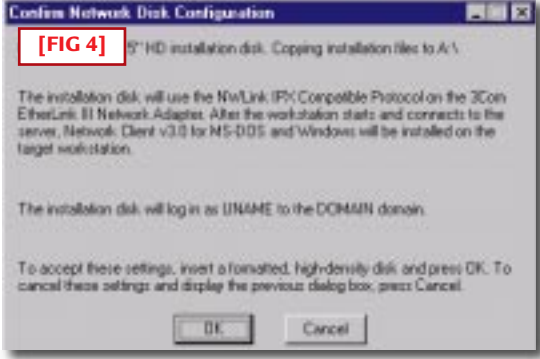 Confirm Network Disk Configuration
[FIG 4] 5" HD installation disk. Copying installation files to A:\
The installation disk will use the NWLink IPX Compatible Protocol on the 3Com
EtherLink III Network Adapter. After the workstation starts and connects to the
server, Network Client v3.0 for MS-DOS and Windows will be installed on the
target workstation.
The installation disk will log in as UNAME to the DOMAIN domain.
To accept these settings, insert a formatted, high-density disk and press OK. To
cancel these settings and display the previous dialog box, press Cancel.
OK Cancel